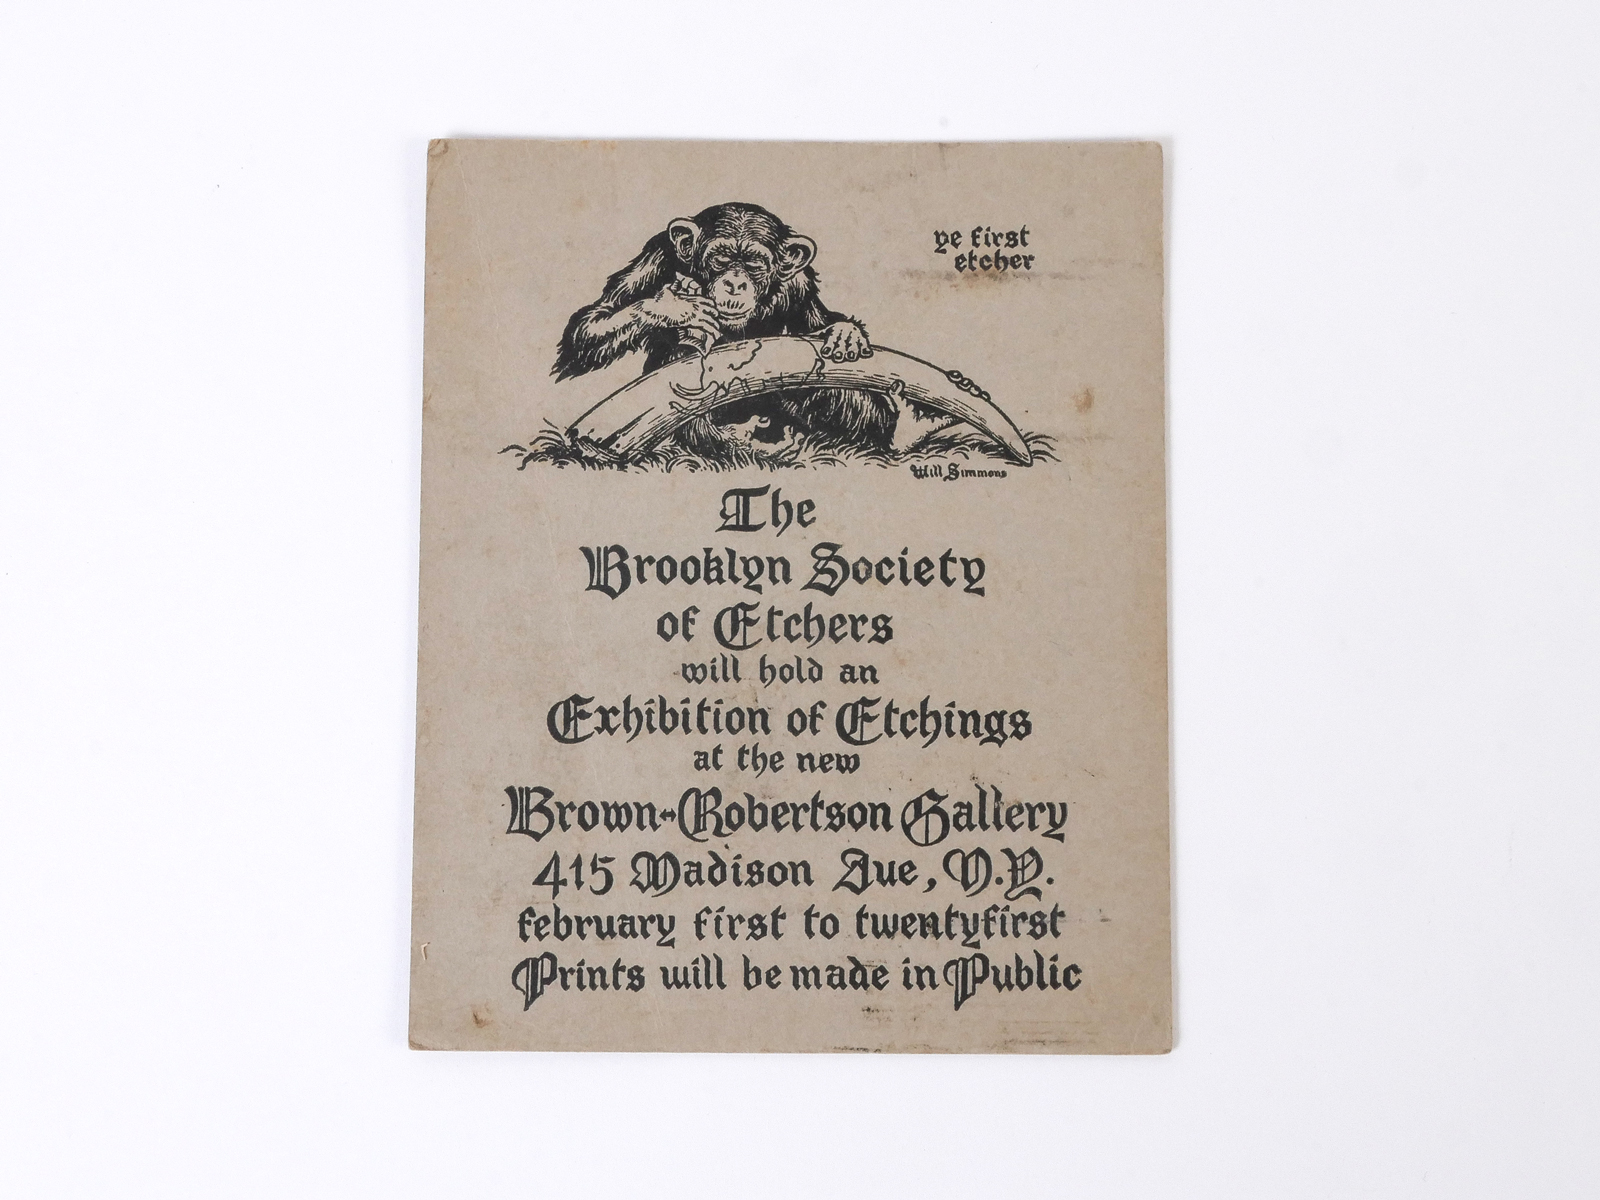 ye first
etcher
Will Simmons
The
Brooklyn Society
of Etchers
will hold an
Exhibition of Etchings
at the new
Brown-Robertson Gallery
415 Madison Ave, N.Y.
february first to twentyfirst
Prints will be made in Public